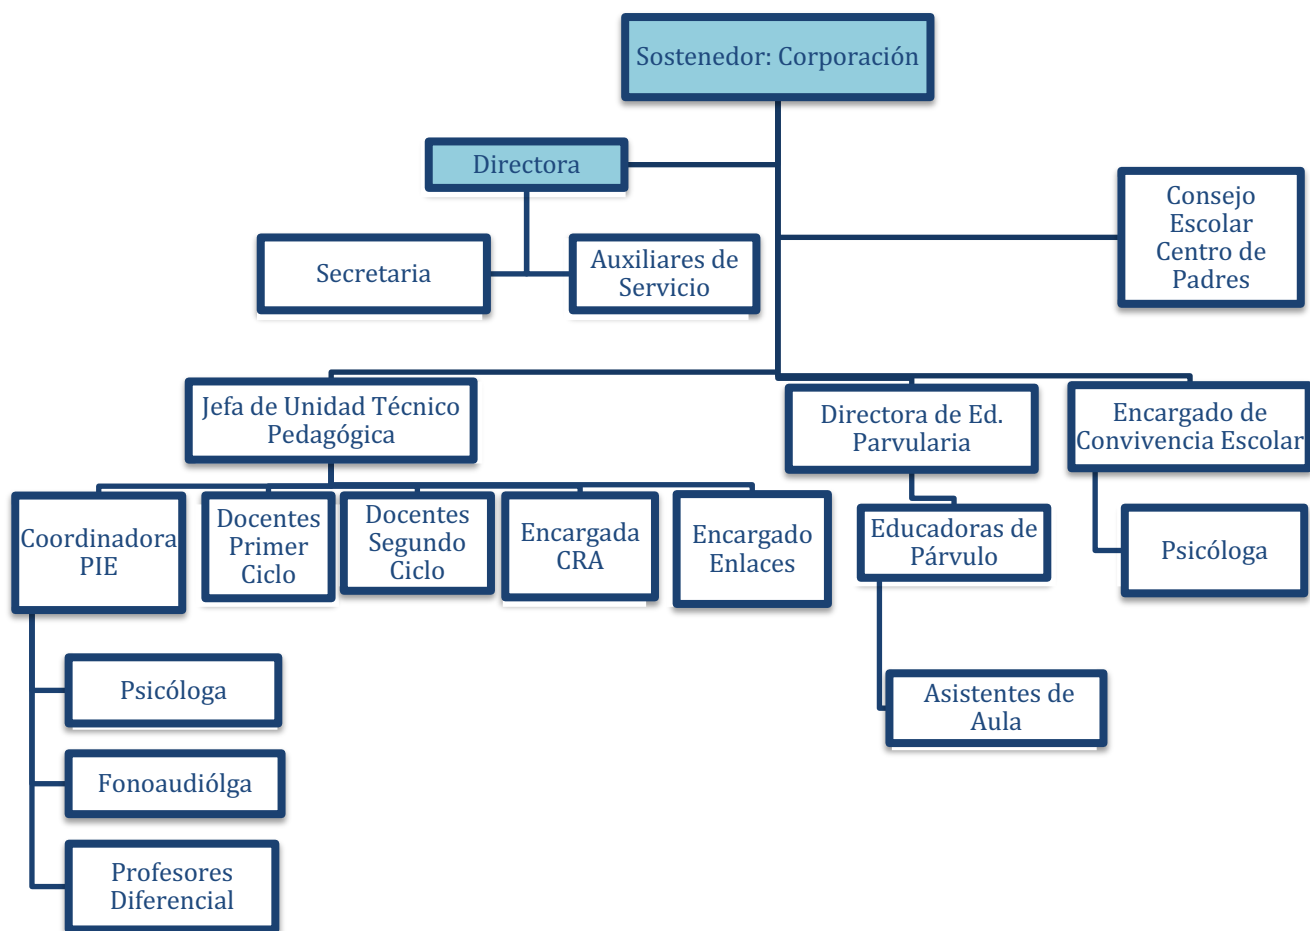 Sostenedor: Corporación
Directora
Consejo
Escolar
Centro de
Padres
Secretaria
Auxiliares de
Servicio
Jefa de Unidad Técnico
Pedagógica
Directora de Ed.
Parvularia
Encargado de
Convivencia Escolar
Coordinadora
PIE
Docentes
Primer
Ciclo
Docentes
Segundo
Ciclo
Encargada
CRA
Encargado
Enlaces
Educadoras de
Párvulo
Psicóloga
Psicóloga
Asistentes de
Aula
Fonoaudiólga
Profesores
Diferencial